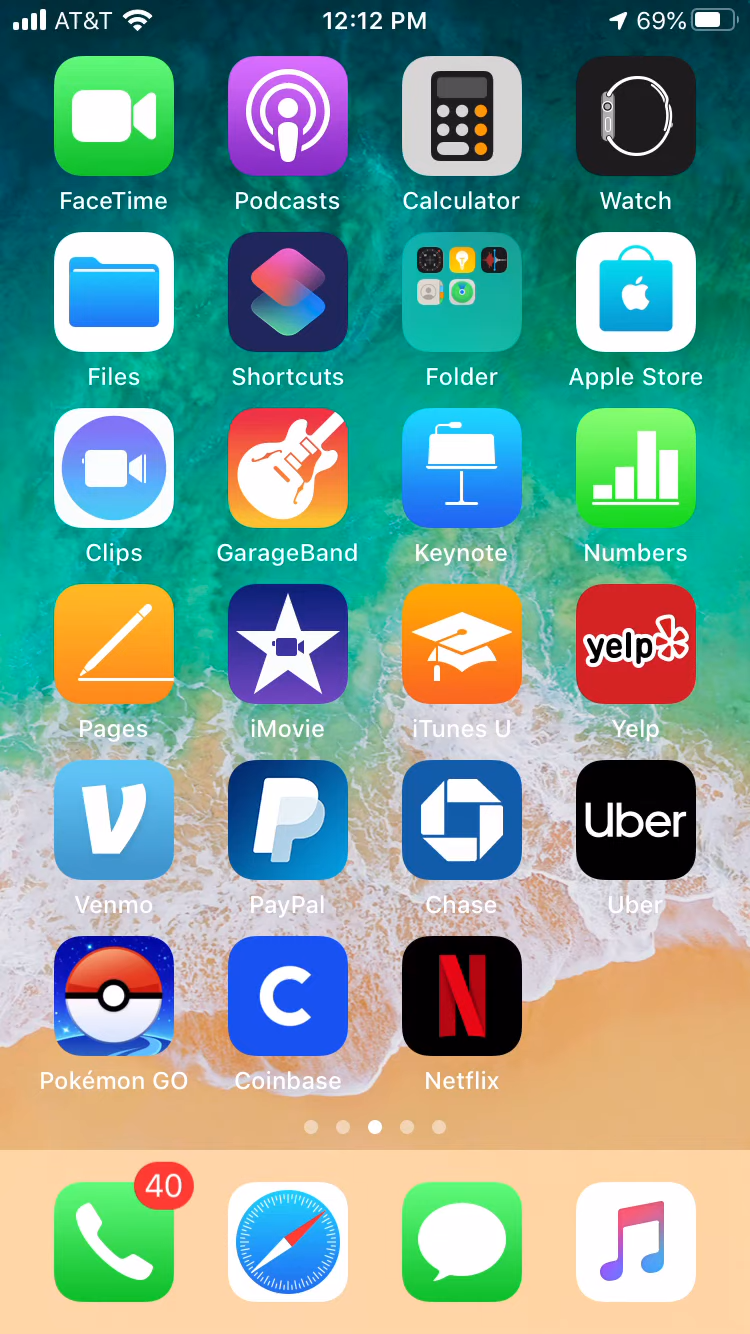 AT&T 12:12 PM 69%
FaceTime Podcasts Calculator Watch
Files Shortcuts Folder Apple Store
Clips GarageBand Keynote Numbers
yelp
Pages iMovie iTunes U Yelp
Uber
Venmo PayPal Chase Uber
Pokémon GO Coinbase Netflix
40